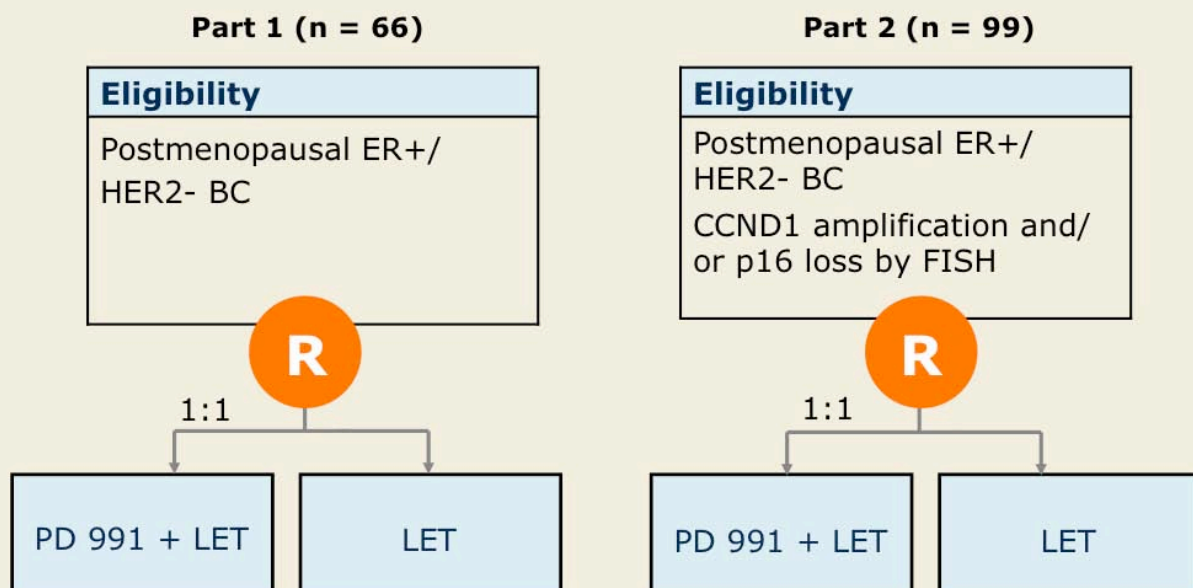 Part 1 (n = 66)
Eligibility
Postmenopausal ER+/
HER2- BC
R
1:1
PD 991 + LET
LET
Part 2 (n = 99)
Eligibility
Postmenopausal ER+/
HER2- BC
CCND1 amplification and/
or p16 loss by FISH
R
1:1
PD 991 + LET
LET